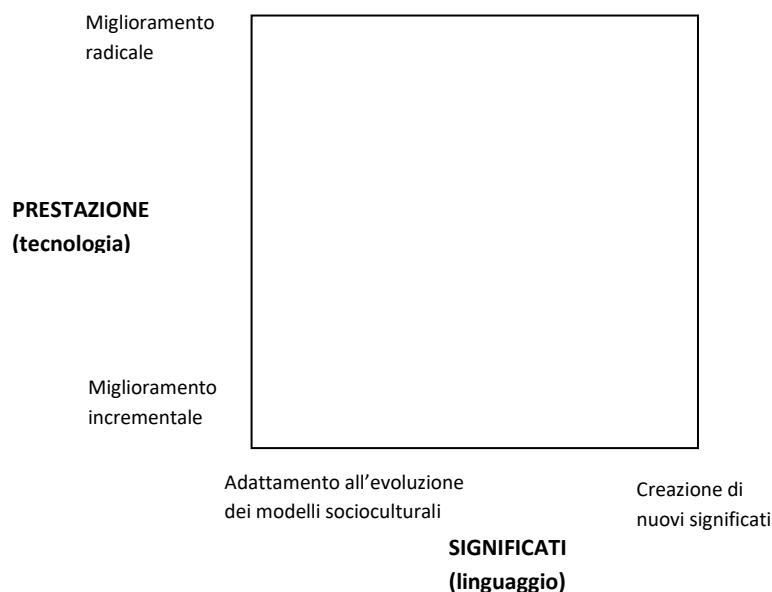 Miglioramento
radicale
PRESTAZIONE
(tecnologia)
Miglioramento
incrementale
Adattamento all’evoluzione
dei modelli socioculturali
Creazione di
nuovi significati
SIGNIFICATI
(linguaggio)